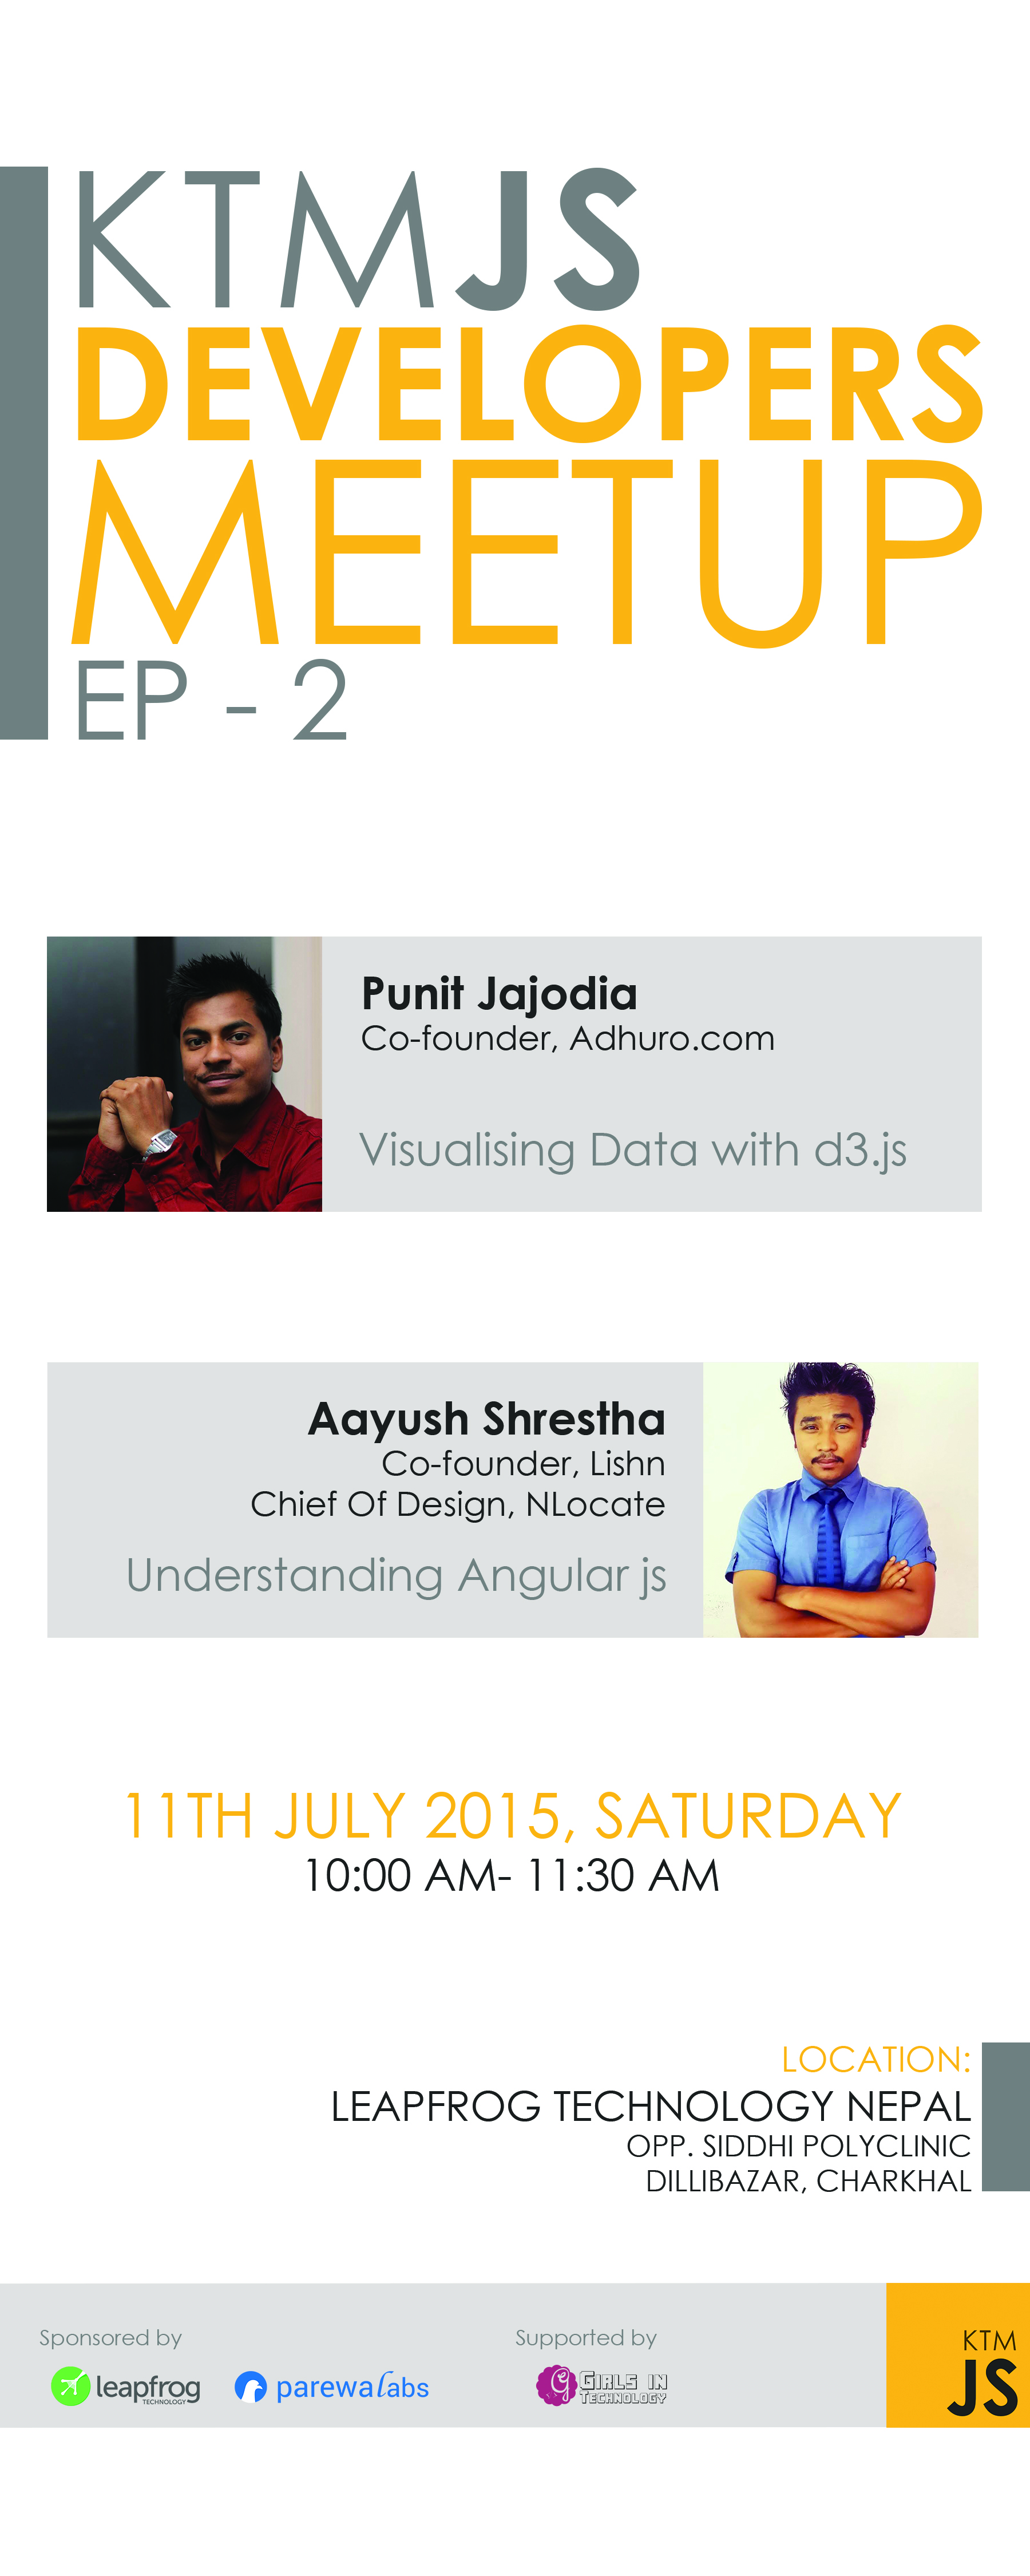 KTMJS
DEVELOPERS
MEETUP
EP - 2
Punit Jajodia
Co-founder, Adhuro.com
Visualising Data with d3.js
Aayush Shrestha
Co-founder, Lishn
Chief Of Design, NLocate
Understanding Angular js
11TH JULY 2015, SATURDAY
10:00 AM- 11:30 AM
LOCATION:
LEAPFROG TECHNOLOGY NEPAL
OPP. SIDDHI POLYCLINIC
DILLIBAZAR, CHARKHAL
Sponsored by
leapfrog
TECHNOLOGY
parewalabs
Supported by
g
GIRLS IN
TECHNOLOGY
KTM
JS